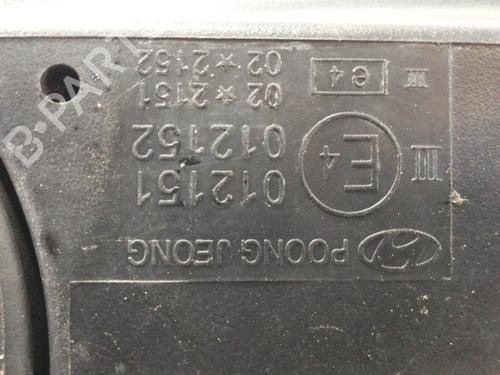 POONG JEONG
III E4 012151
012152
III e4 02*2151
02*2152
B-PARTS